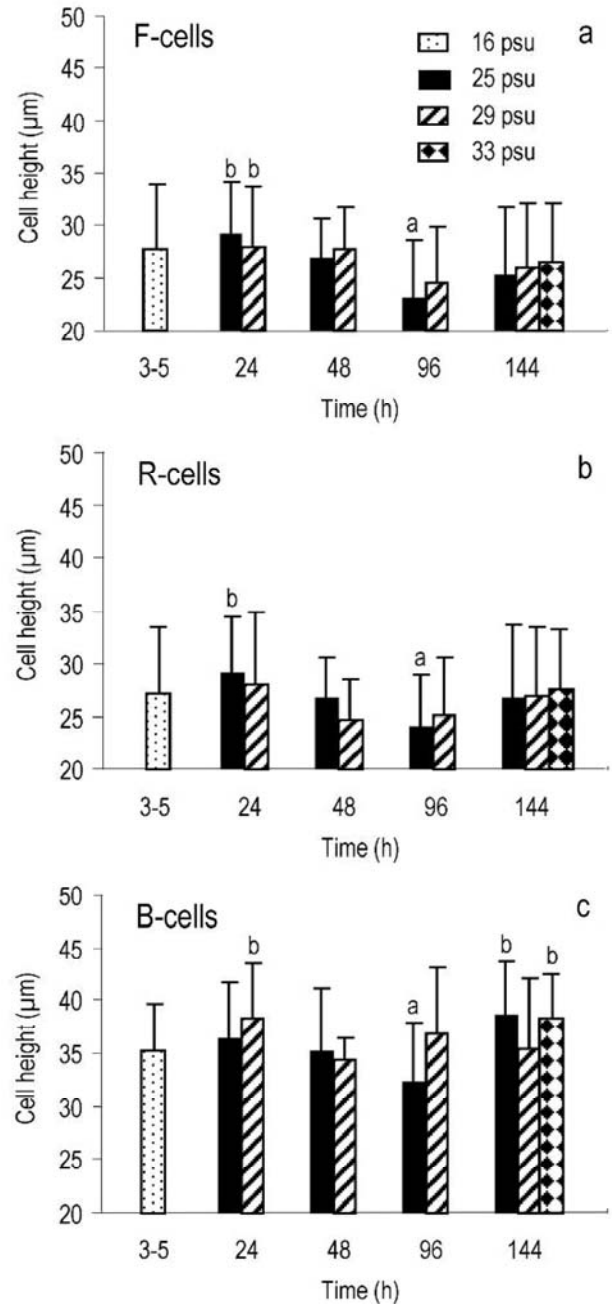 F-cells
a
16 psu
25 psu
29 psu
33 psu
Cell height (µm)
50
45
40
35
30
25
20
b b
a
3-5 24 48 96 144
Time (h)
R-cells
b
Cell height (µm)
50
45
40
35
30
25
20
b
a
3-5 24 48 96 144
Time (h)
B-cells
c
Cell height (µm)
50
45
40
35
30
25
20
b
a
b b
3-5 24 48 96 144
Time (h)